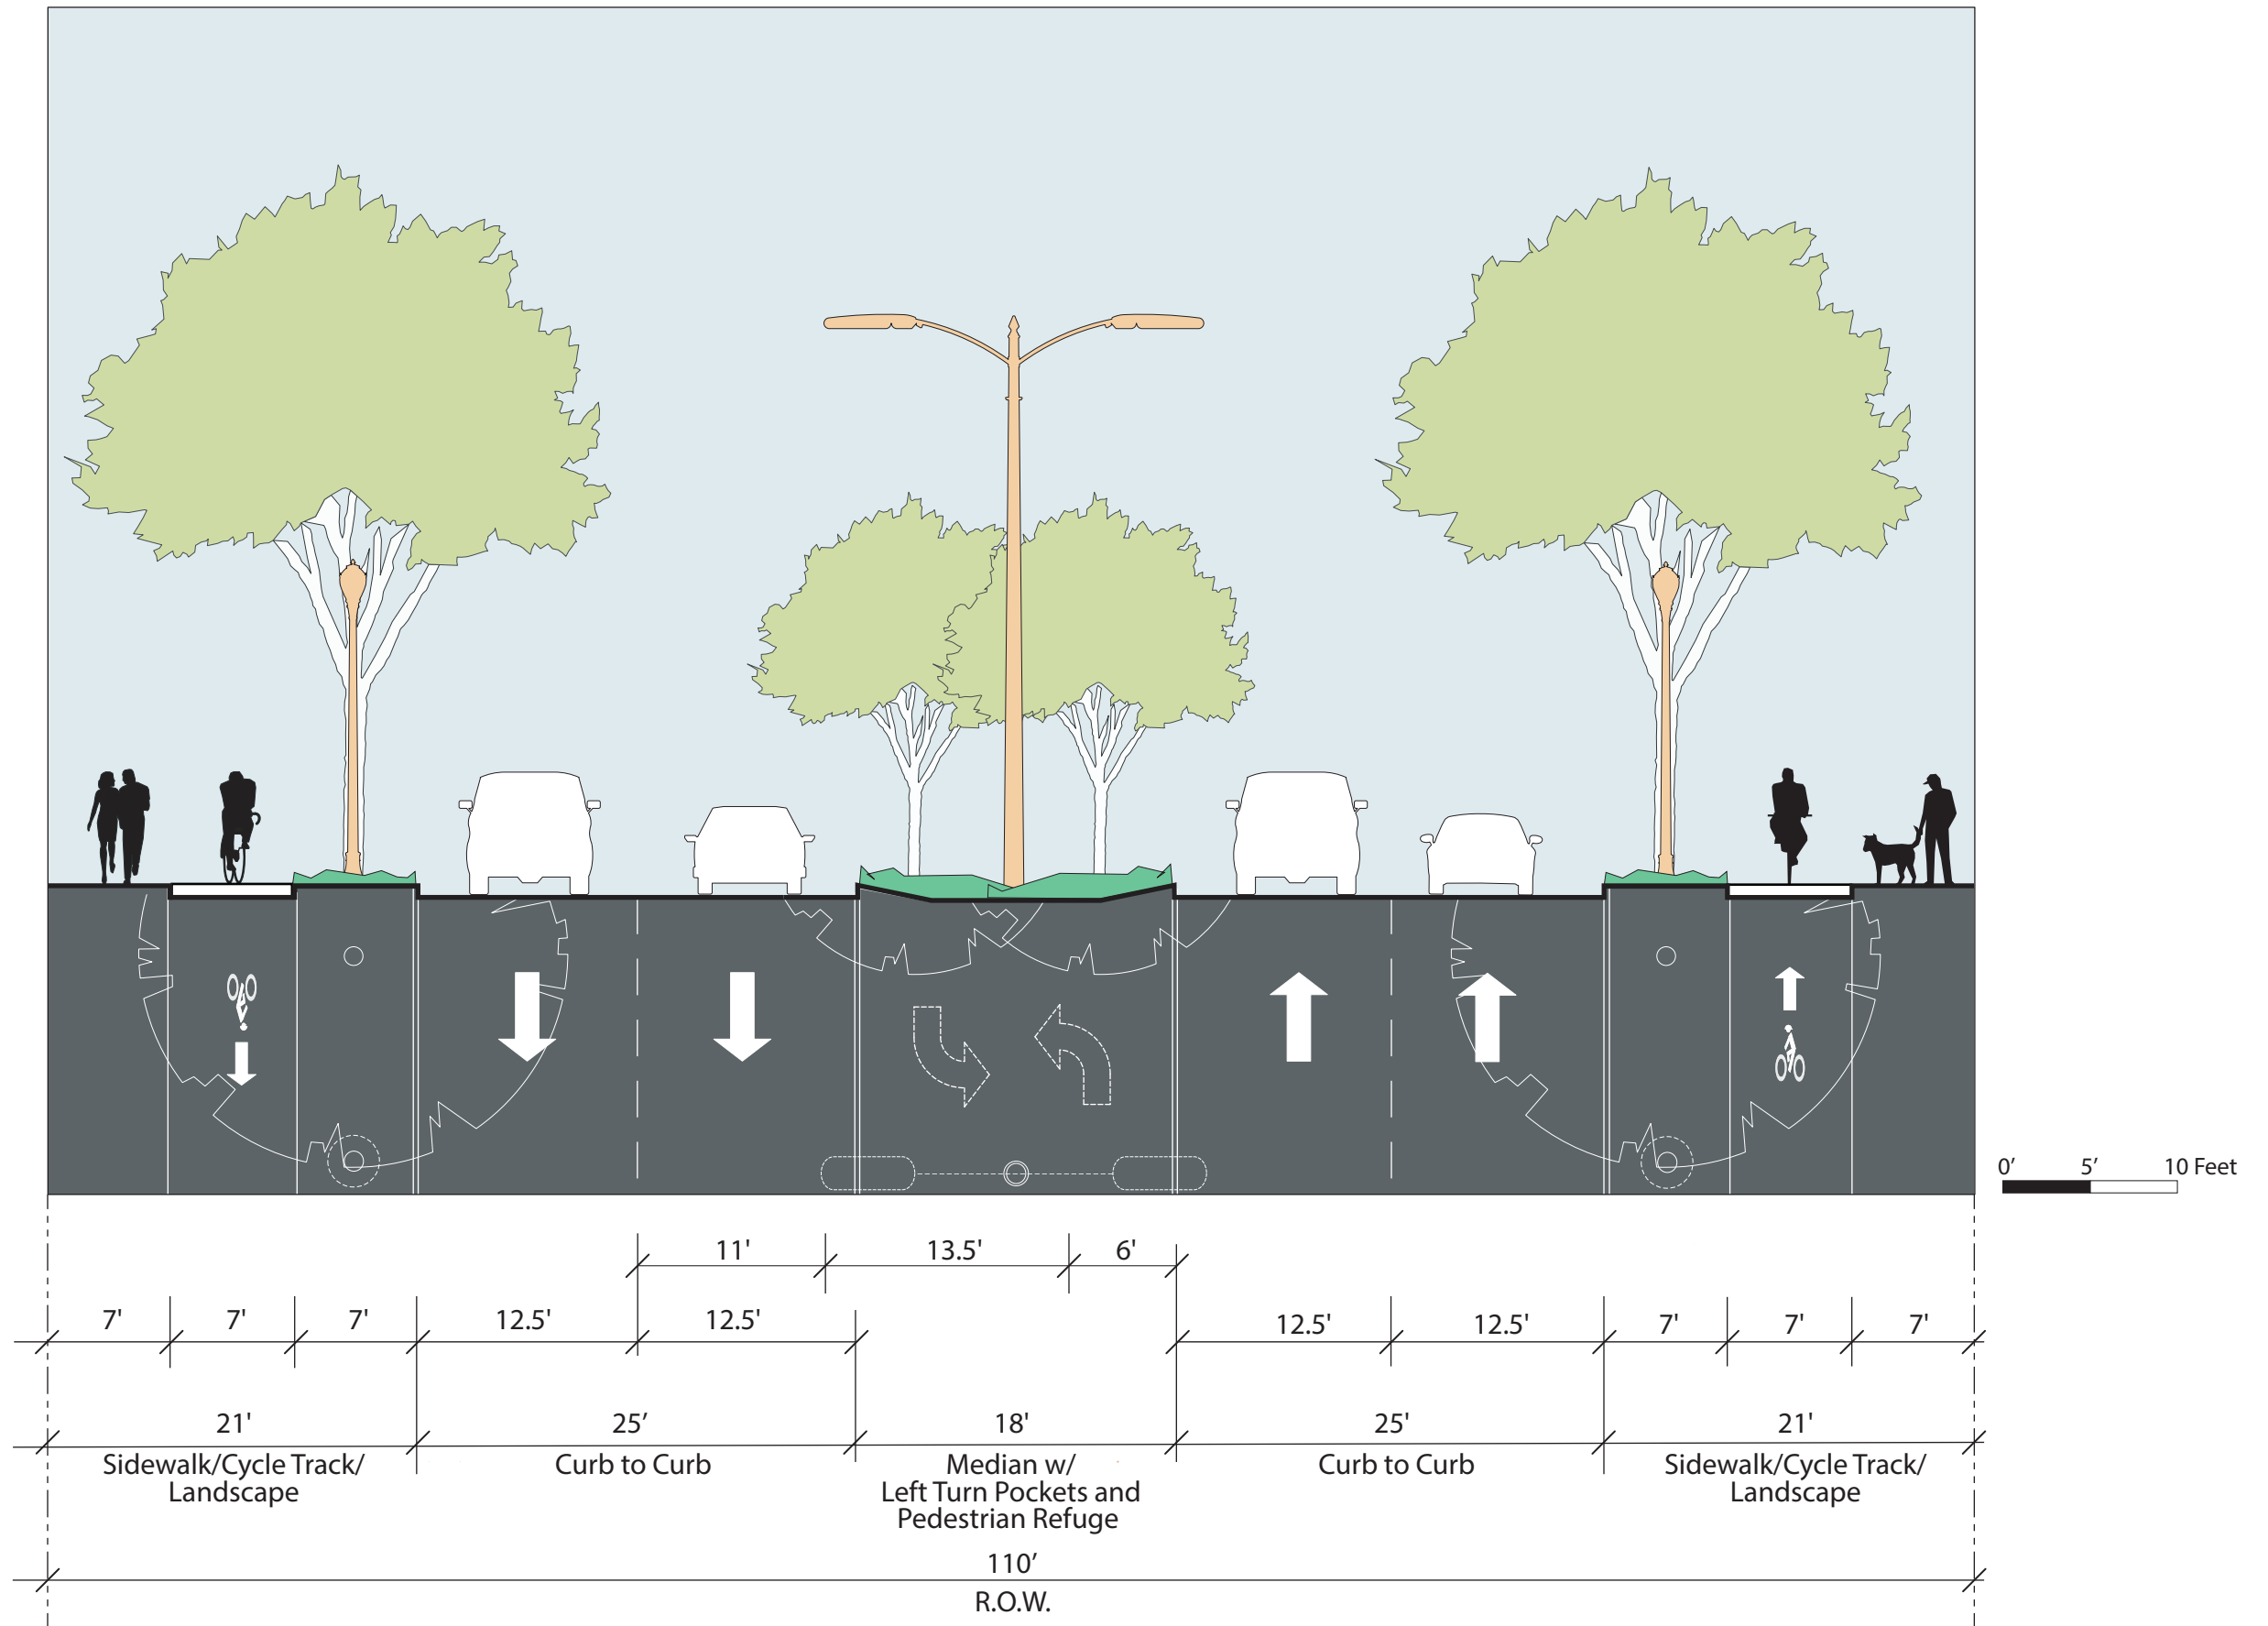 0’ 5’ 10 Feet
11' 13.5' 6'
7' 7' 7' 12.5' 12.5' 12.5' 12.5' 7' 7' 7'
21' 25’ 18' 25' 21'
Sidewalk/Cycle Track/
Landscape
Curb to Curb
Median w/
Left Turn Pockets and
Pedestrian Refuge
Curb to Curb
Sidewalk/Cycle Track/
Landscape
110’
R.O.W.